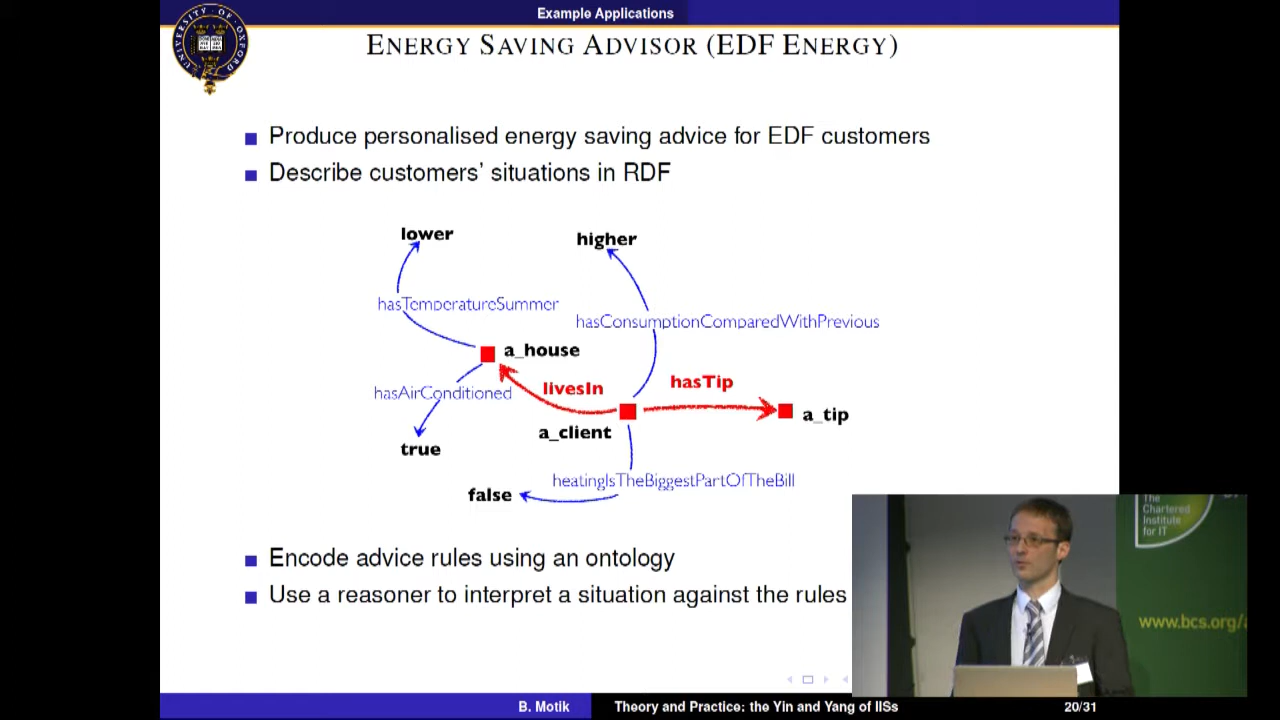 Example Applications
ENERGY SAVING ADVISOR (EDF ENERGY)
UNIVERSITY OF OXFORD
Produce personalised energy saving advice for EDF customers
Describe customers' situations in RDF
lower
higher
hasTemperatureSummer
hasConsumptionComparedWithPrevious
a_house
hasAirConditioned
livesIn
hasTip
a_client
a_tip
true
heatingIsTheBiggestPartOfTheBill
false
Encode advice rules using an ontology
Use a reasoner to interpret a situation against the rules
The
Chartered
Institute
for IT
www.bcs.org/
B. Motik
Theory and Practice: the Yin and Yang of IISs
20/31